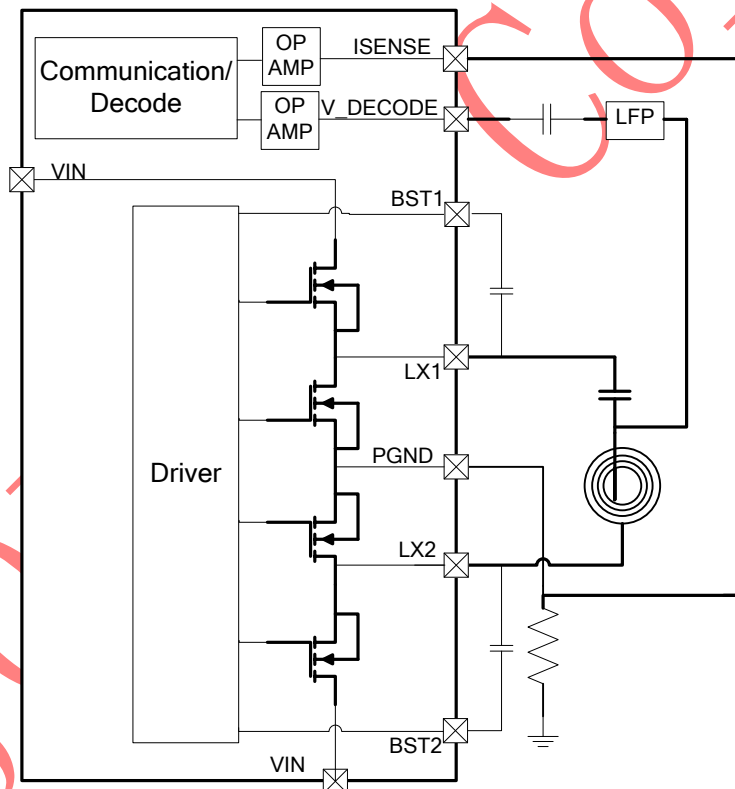 Communication/
Decode
OP
AMP
ISENSE
OP
AMP
V_DECODE
LFP
VIN
BST1
LX1
Driver
PGND
LX2
BST2
VIN